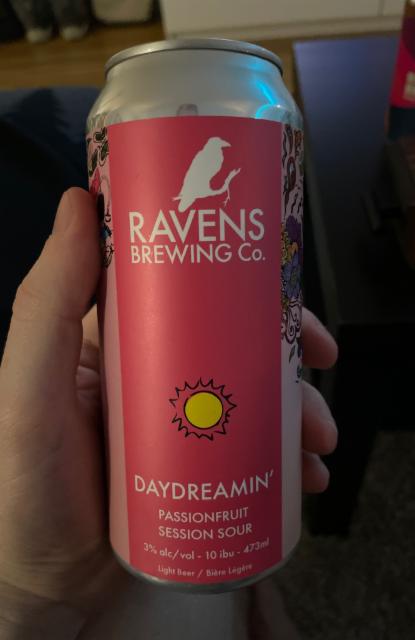 RAVENS
BREWING Co.
DAYDREAMIN'
PASSIONFRUIT
SESSION SOUR
3% alc/vol - 10 ibu - 473ml
Light Beer / Bière Légère